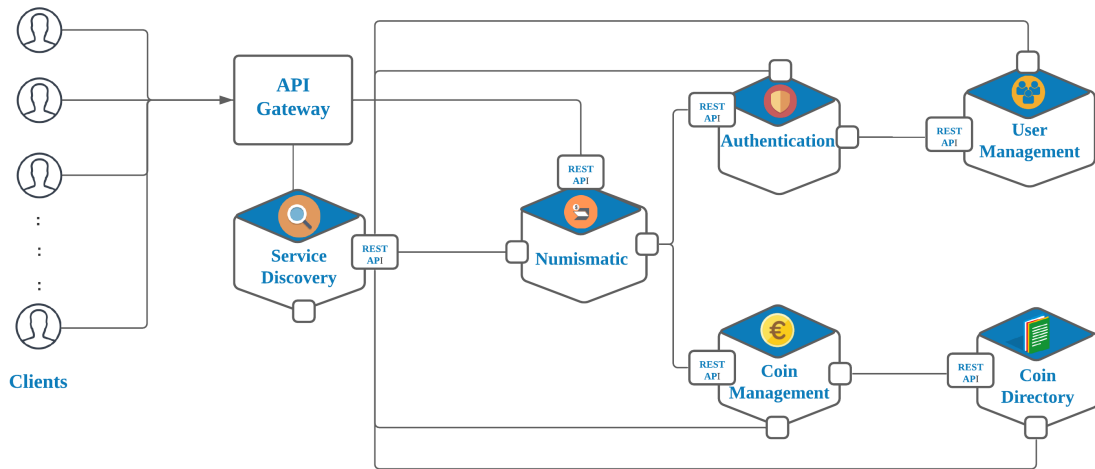 API
Gateway
REST
API
Authentication
REST
API
User
Management
REST
API
Service
Discovery
REST
API
Numismatic
REST
API
Coin
Management
REST
API
Coin
Directory
Clients